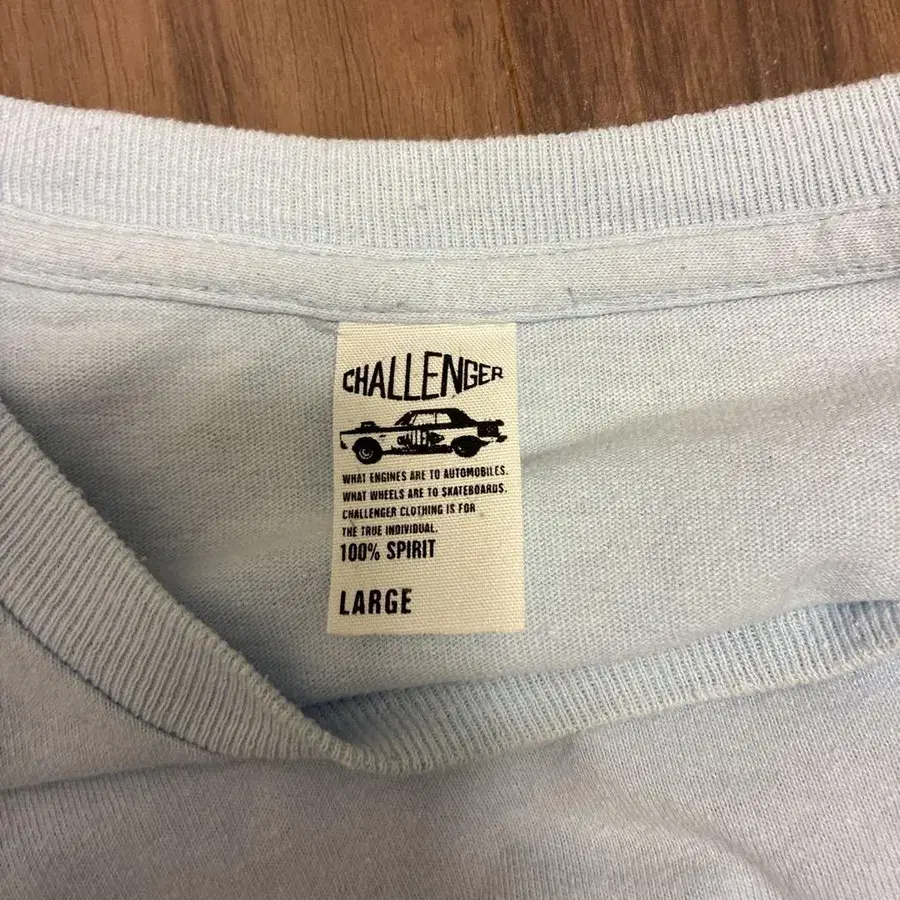 CHALLENGER
WHAT ENGINES ARE TO AUTOMOBILES.
WHAT WHEELS ARE TO SKATEBOARDS.
CHALLENGER CLOTHING IS FOR
THE TRUE INDIVIDUAL.
100% SPIRIT
LARGE